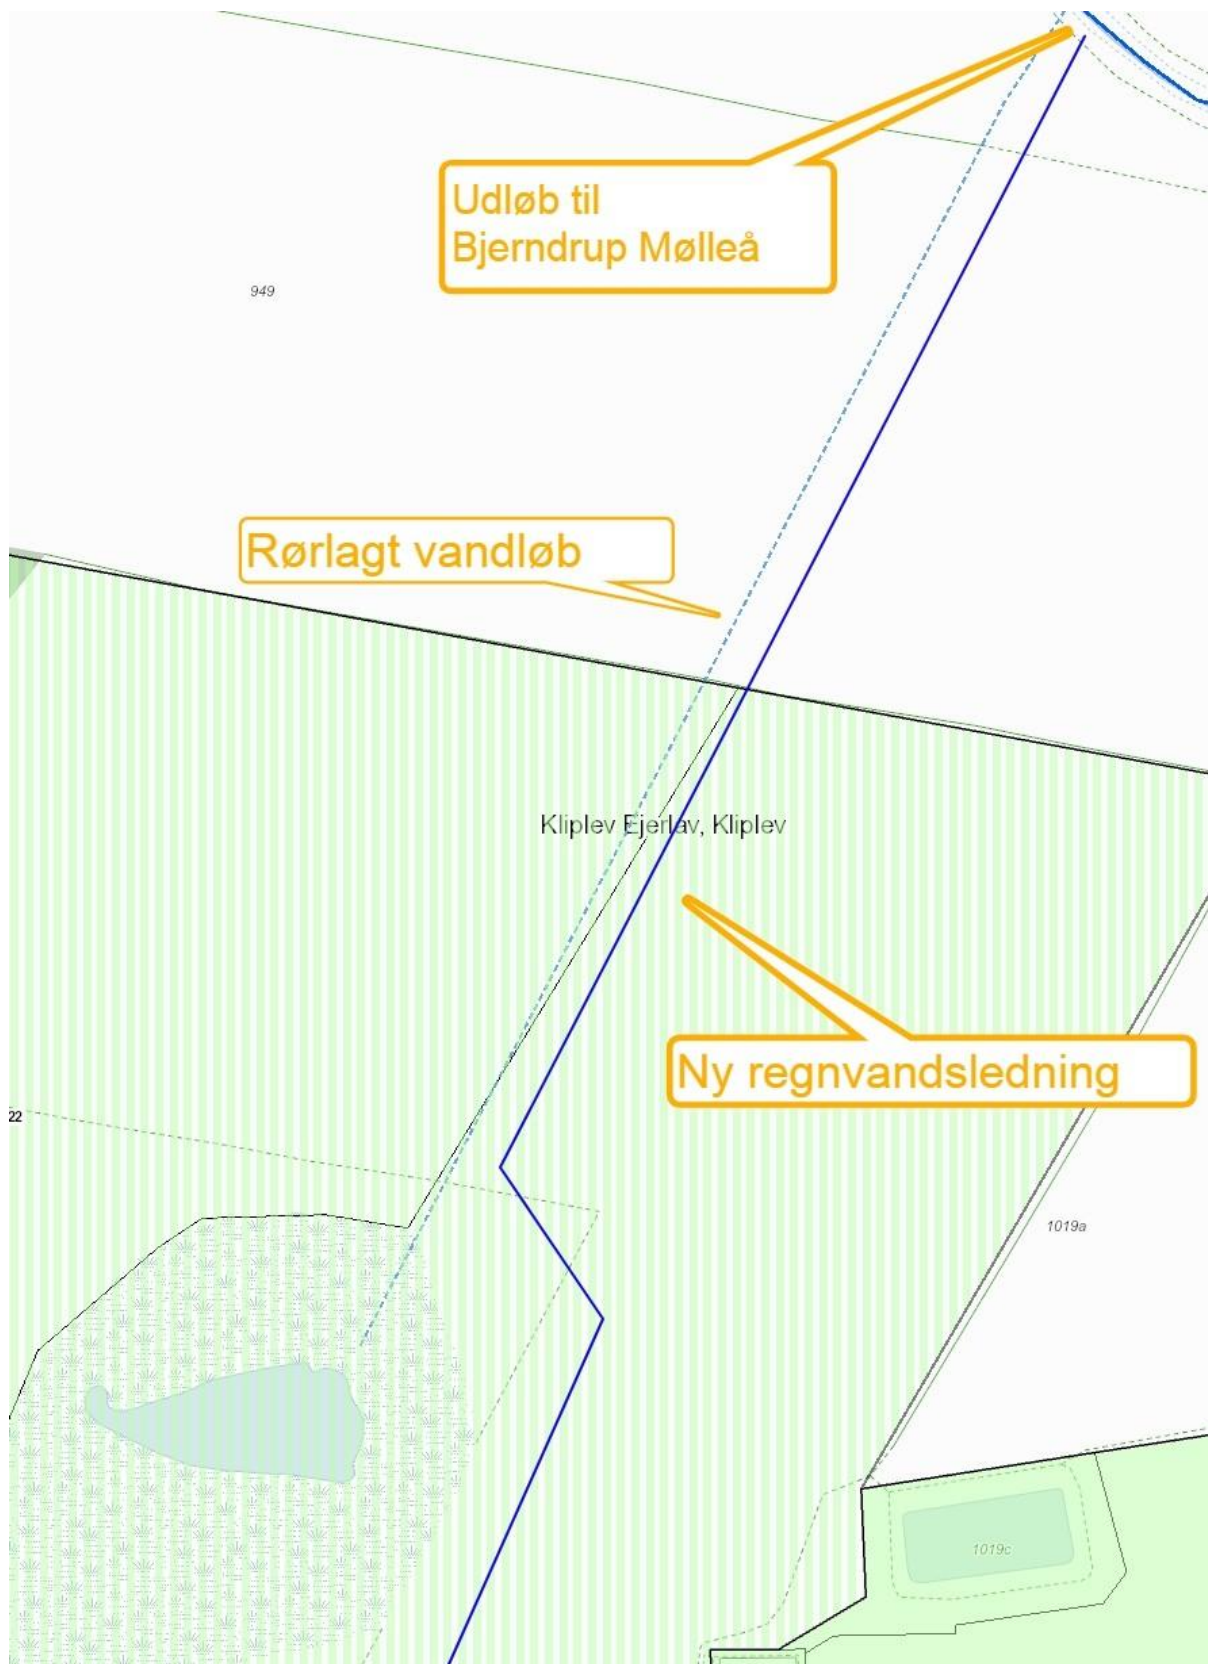 Udløb til
Bjerndrup Mølleå
949
Rørlagt vandløb
Kliplev Ejerlav, Kliplev
Ny regnvandsledning
22
1019a
1019c